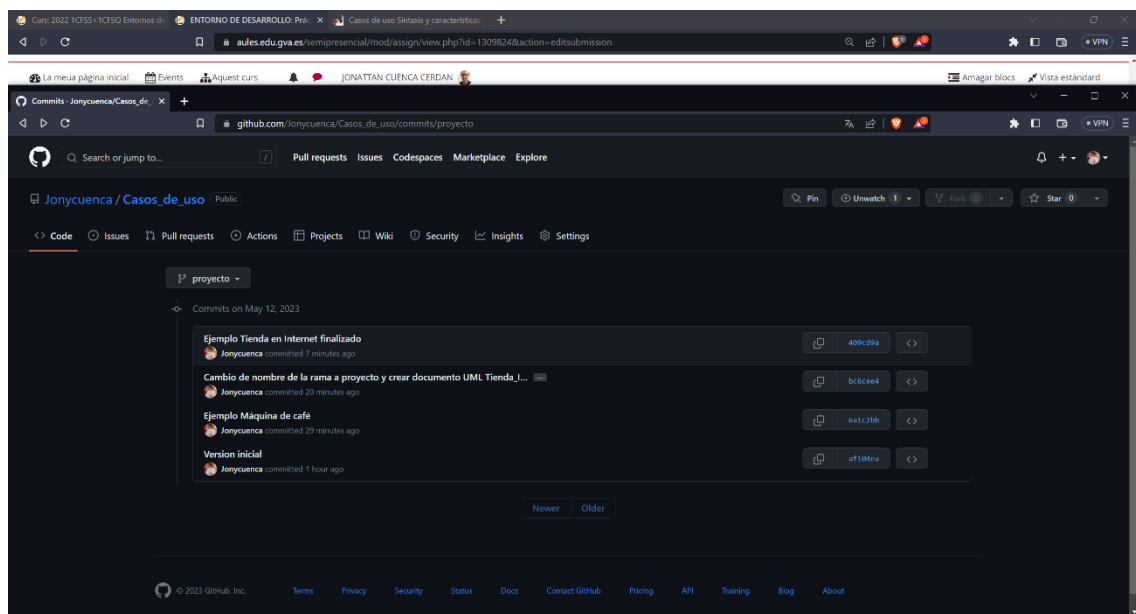 Curs: 2022 1CFSS+1CFSQ Entornos de
ENTORNO DE DESARROLLO: Prác
Casos de uso Sintaxis y características
aules.edu.gva.es/semipresencial/mod/assign/view.php?id=1309824&action=editsubmission
VPN
La meua pàgina inicial Events Aquest curs JONATTAN CUENCA CERDAN Amagar blocs Vista estàndard
Commits · Jonycuenca/Casos_de_
github.com/Jonycuenca/Casos_de_uso/commits/proyecto
VPN
Search or jump to... / Pull requests Issues Codespaces Marketplace Explore
Jonycuenca / Casos_de_uso Public Pin Unwatch 1 Fork 0 Star 0
Code Issues Pull requests Actions Projects Wiki Security Insights Settings
proyecto
Commits on May 12, 2023
Ejemplo Tienda en Internet finalizado
Jonycuenca committed 7 minutes ago
409cd9a
Cambio de nombre de la rama a proyecto y crear documento UML Tienda_I... ...
Jonycuenca committed 20 minutes ago
bc6cee4
Ejemplo Máquina de café
Jonycuenca committed 29 minutes ago
6a1c2bb
Version inicial
Jonycuenca committed 1 hour ago
af104ea
Newer Older
© 2023 GitHub, Inc. Terms Privacy Security Status Docs Contact GitHub Pricing API Training Blog About